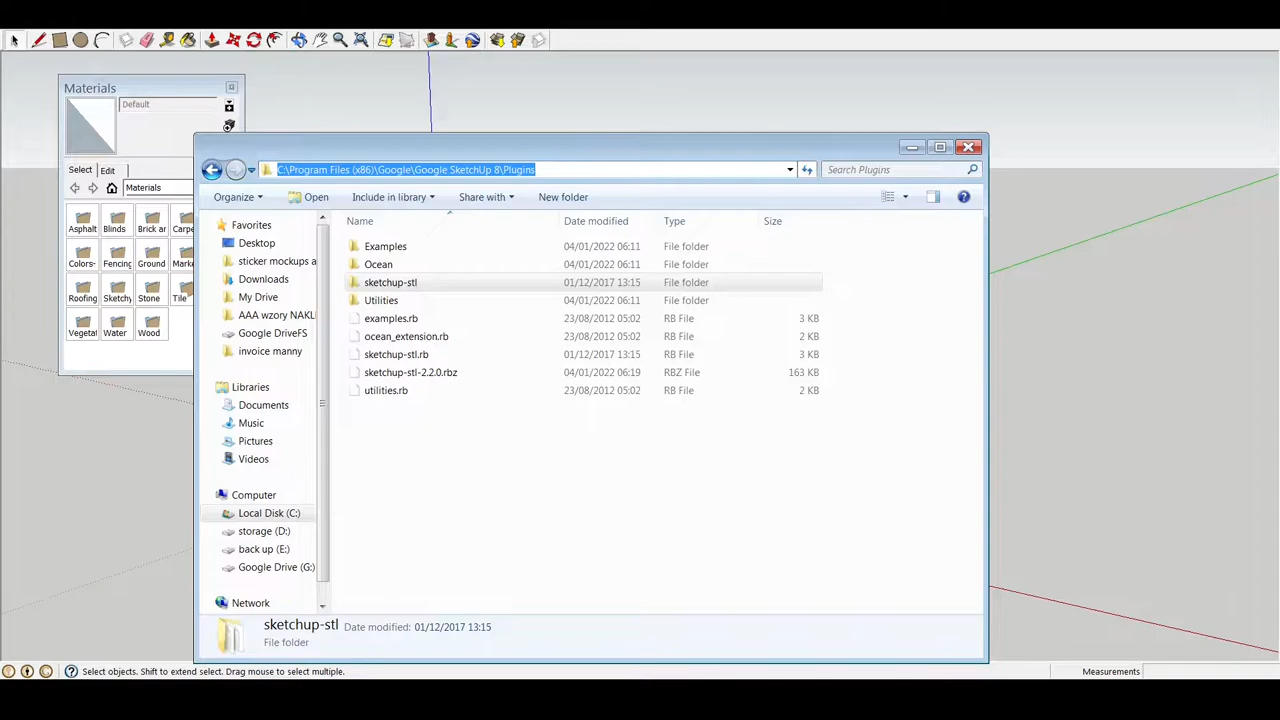 Materials
Default
Select
Edit
Materials
Asphalt
Blinds
Brick ar
Carpe
Colors-
Fencing
Ground
Mark
Roofing
Sketchy
Stone
Tile
Vegetal
Water
Wood
C:\Program Files (x86)\Google\Google SketchUp 8\Plugins
Search Plugins
Organize
Open
Include in library
Share with
New folder
Name
Date modified
Type
Size
Favorites
Desktop
sticker mockups a
Downloads
My Drive
AAA wzory NAKLI
Google DriveFS
invoice manny
Libraries
Documents
Music
Pictures
Videos
Computer
Local Disk (C:)
storage (D:)
back up (E:)
Google Drive (G:)
Network
Examples 04/01/2022 06:11 File folder
Ocean 04/01/2022 06:11 File folder
sketchup-stl 01/12/2017 13:15 File folder
Utilities 04/01/2022 06:11 File folder
examples.rb 23/08/2012 05:02 RB File 3 KB
ocean_extension.rb 23/08/2012 05:02 RB File 2 KB
sketchup-stl.rb 01/12/2017 13:15 RB File 3 KB
sketchup-stl-2.2.0.rbz 04/01/2022 06:19 RBZ File 163 KB
utilities.rb 23/08/2012 05:02 RB File 2 KB
sketchup-stl Date modified: 01/12/2017 13:15
File folder
Select objects. Shift to extend select. Drag mouse to select multiple.
Measurements